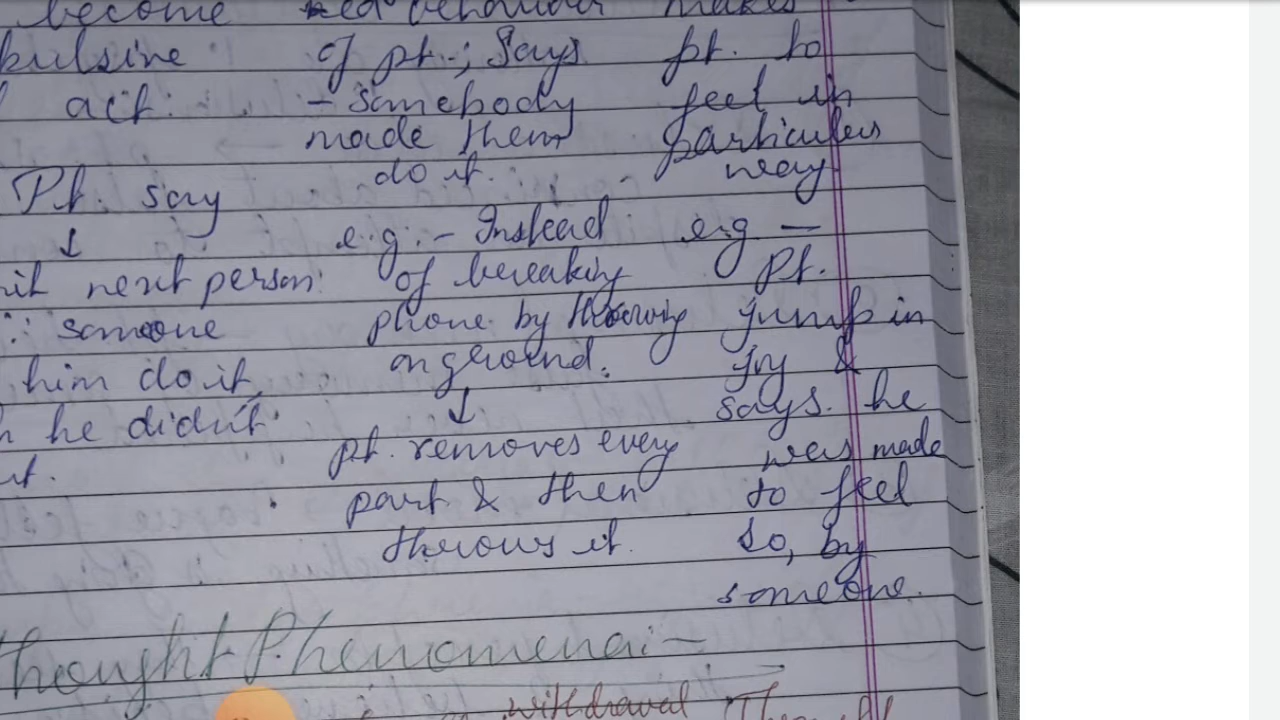 become
pulsive
act:
Pt. say
↓
next person
∵ someone
him do it
he didn't
behaviour
of pt.; Says
- Somebody
made them
do it.
e.g:- Instead
of breaking
phone by throwing
on ground.
↓
pt. removes every
part & then
throws it.
makes
pt. to
feel in
particular
way
e.g —
Pt.
jump in
joy &
says he
was made
to feel
so, by
someone.
thought Phenomena:-
withdrawal